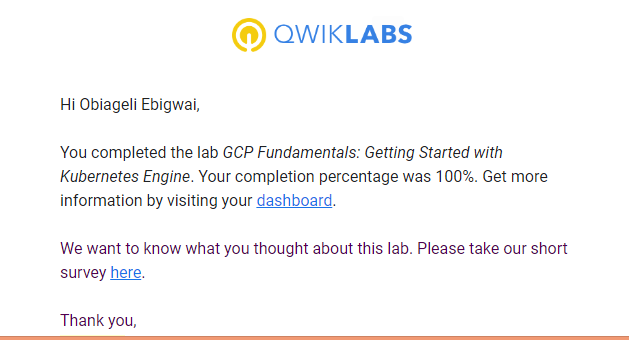 QWIKLABS
Hi Obiageli Ebigwai,
You completed the lab GCP Fundamentals: Getting Started with
Kubernetes Engine. Your completion percentage was 100%. Get more
information by visiting your dashboard.
We want to know what you thought about this lab. Please take our short
survey here.
Thank you,